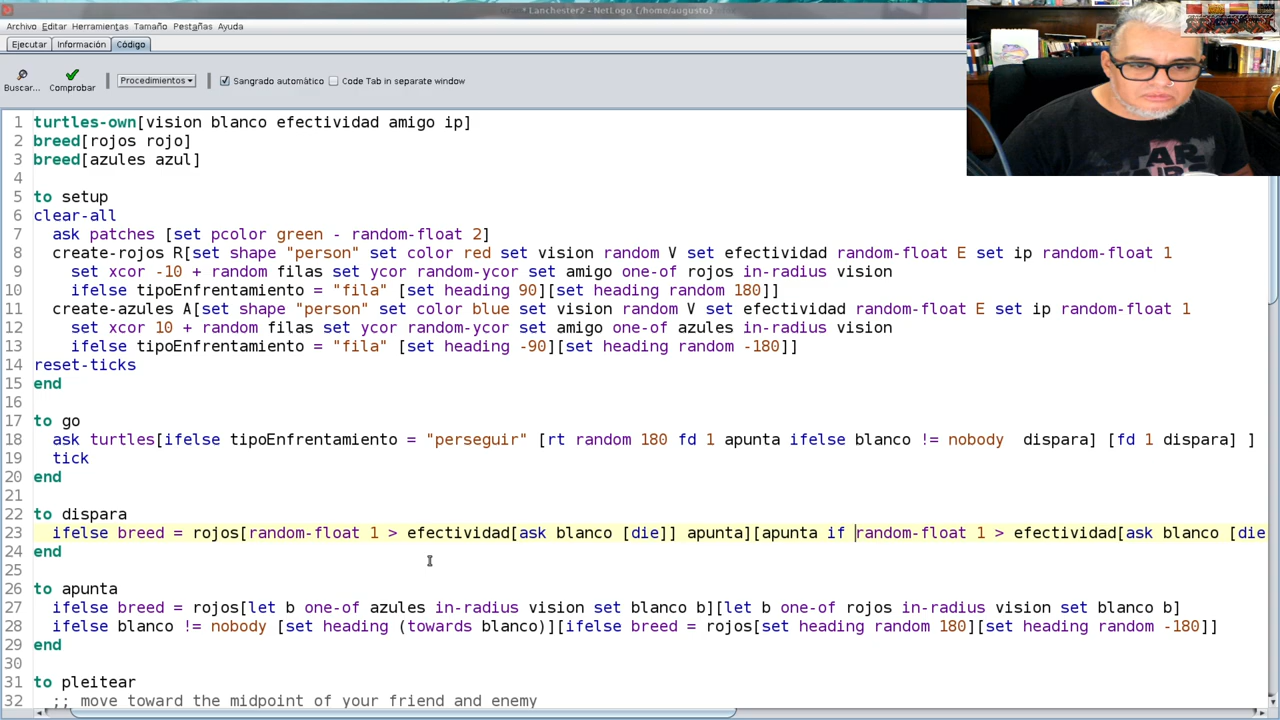 * Lanchester2 - NetLogo {/home/augusto}
Archivo Editar Herramientas Tamaño Pestañas Ayuda
Ejecutar Información Código
Buscar... Comprobar Procedimientos Sangrado automático Code Tab in separate window
1 turtles-own[vision blanco efectividad amigo ip]
2 breed[rojos rojo]
3 breed[azules azul]
4
5 to setup
6 clear-all
7 ask patches [set pcolor green - random-float 2]
8 create-rojos R[set shape "person" set color red set vision random V set efectividad random-float E set ip random-float 1
9 set xcor -10 + random filas set ycor random-ycor set amigo one-of rojos in-radius vision
10 ifelse tipoEnfrentamiento = "fila" [set heading 90][set heading random 180]]
11 create-azules A[set shape "person" set color blue set vision random V set efectividad random-float E set ip random-float 1
12 set xcor 10 + random filas set ycor random-ycor set amigo one-of azules in-radius vision
13 ifelse tipoEnfrentamiento = "fila" [set heading -90][set heading random -180]]
14 reset-ticks
15 end
16
17 to go
18 ask turtles[ifelse tipoEnfrentamiento = "perseguir" [rt random 180 fd 1 apunta ifelse blanco != nobody dispara] [fd 1 dispara] ]
19 tick
20 end
21
22 to dispara
23 ifelse breed = rojos[random-float 1 > efectividad[ask blanco [die]] apunta][apunta if random-float 1 > efectividad[ask blanco [die
24 end
25
26 to apunta
27 ifelse breed = rojos[let b one-of azules in-radius vision set blanco b][let b one-of rojos in-radius vision set blanco b]
28 ifelse blanco != nobody [set heading (towards blanco)][ifelse breed = rojos[set heading random 180][set heading random -180]]
29 end
30
31 to pleitear
32 ;; move toward the midpoint of your friend and enemy
STAR